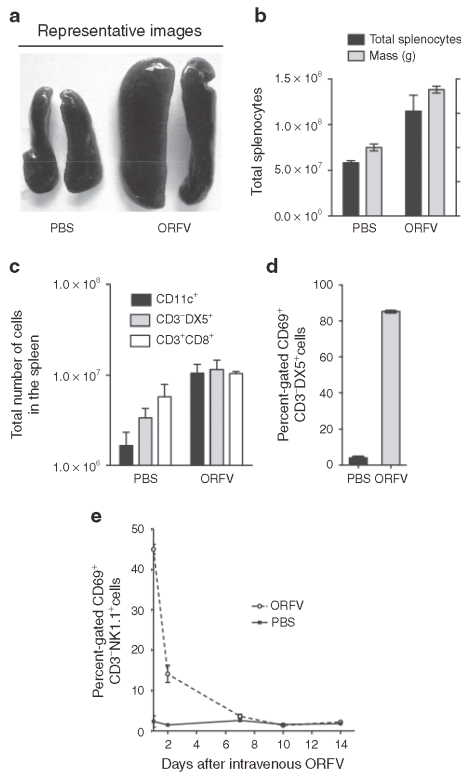 a
Representative images
PBS ORFV
b
Total splenocytes
Mass (g)
Total splenocytes
1.5 × 10⁸
1.0 × 10⁸
5.0 × 10⁷
0.0 × 10⁰
PBS ORFV
c
Total number of cells
in the spleen
1.0 × 10⁸
1.0 × 10⁷
1.0 × 10⁶
CD11c⁺
CD3⁻DX5⁺
CD3⁺CD8⁺
PBS ORFV
d
Percent-gated CD69⁺
CD3⁻DX5⁺cells
100
80
60
40
20
0
PBS ORFV
e
Percent-gated CD69⁺
CD3⁻NK1.1⁺cells
50
40
30
20
10
0
ORFV
PBS
2 4 6 8 10 12 14
Days after intravenous ORFV